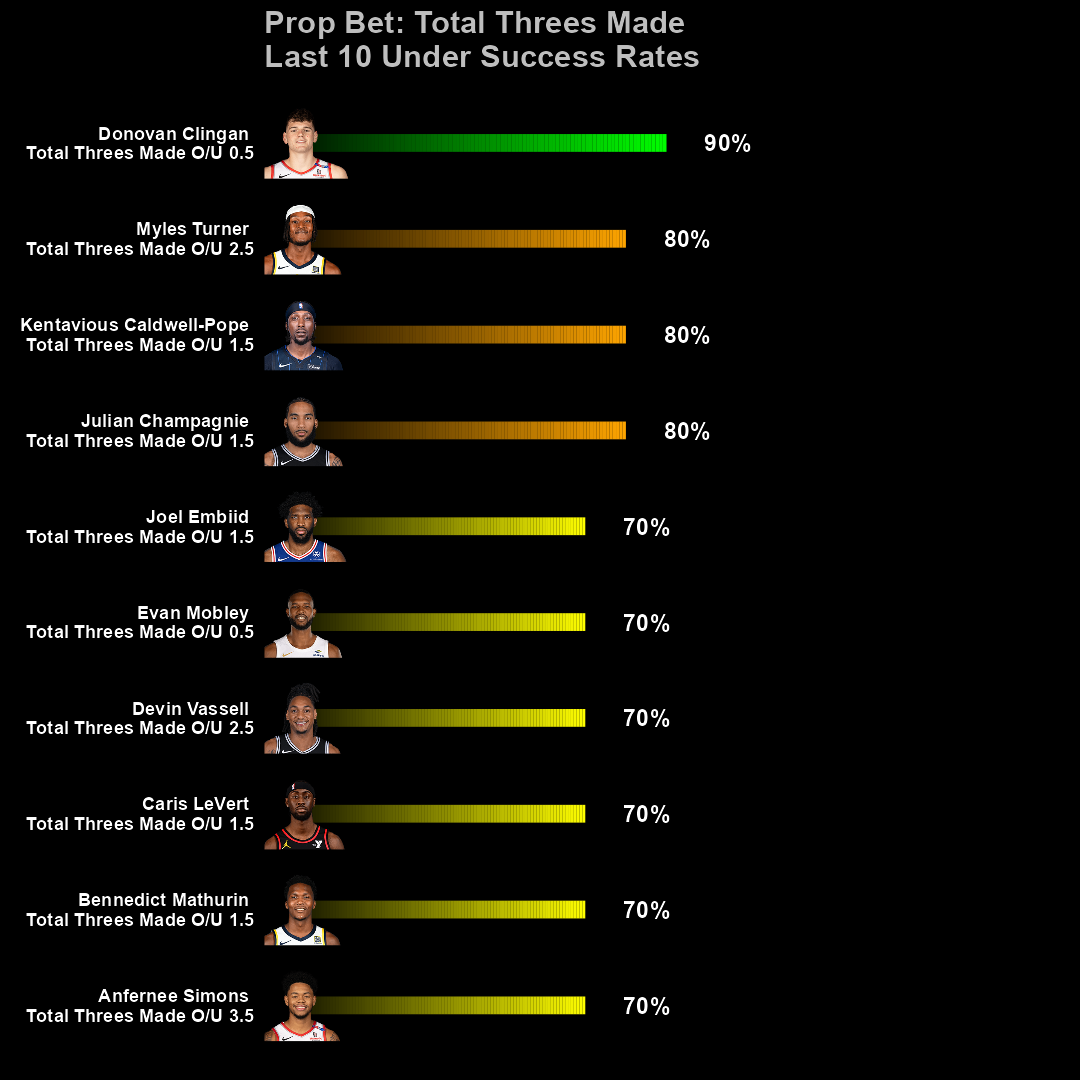 Prop Bet: Total Threes Made
Last 10 Under Success Rates
Donovan Clingan
Total Threes Made O/U 0.5
90%
Myles Turner
Total Threes Made O/U 2.5
80%
Kentavious Caldwell-Pope
Total Threes Made O/U 1.5
80%
Julian Champagnie
Total Threes Made O/U 1.5
80%
Joel Embiid
Total Threes Made O/U 1.5
70%
Evan Mobley
Total Threes Made O/U 0.5
70%
Devin Vassell
Total Threes Made O/U 2.5
70%
Caris LeVert
Total Threes Made O/U 1.5
70%
Bennedict Mathurin
Total Threes Made O/U 1.5
70%
Anfernee Simons
Total Threes Made O/U 3.5
70%